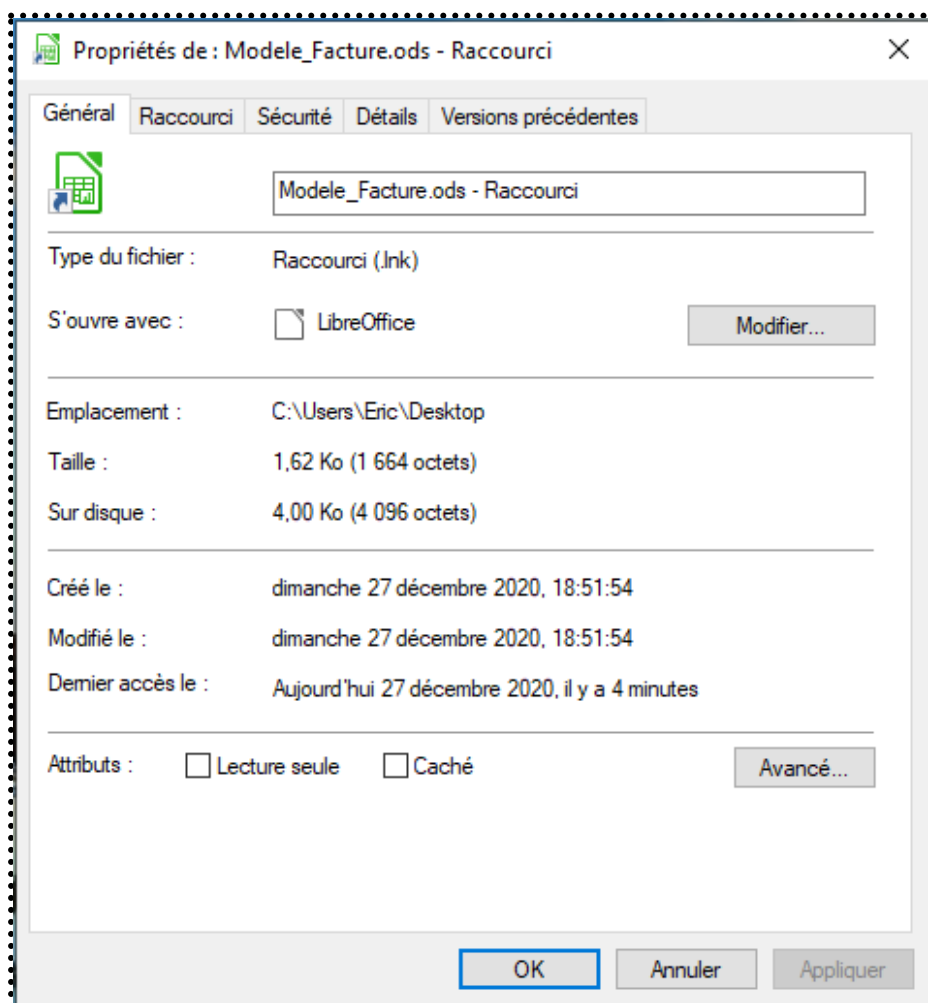 Propriétés de : Modele_Facture.ods - Raccourci
Général Raccourci Sécurité Détails Versions précédentes
Modele_Facture.ods - Raccourci
Type du fichier : Raccourci (.lnk)
S'ouvre avec : LibreOffice Modifier...
Emplacement : C:\Users\Eric\Desktop
Taille : 1,62 Ko (1 664 octets)
Sur disque : 4,00 Ko (4 096 octets)
Créé le : dimanche 27 décembre 2020, 18:51:54
Modifié le : dimanche 27 décembre 2020, 18:51:54
Dernier accès le : Aujourd'hui 27 décembre 2020, il y a 4 minutes
Attributs : Lecture seule Caché Avancé...
OK Annuler Appliquer